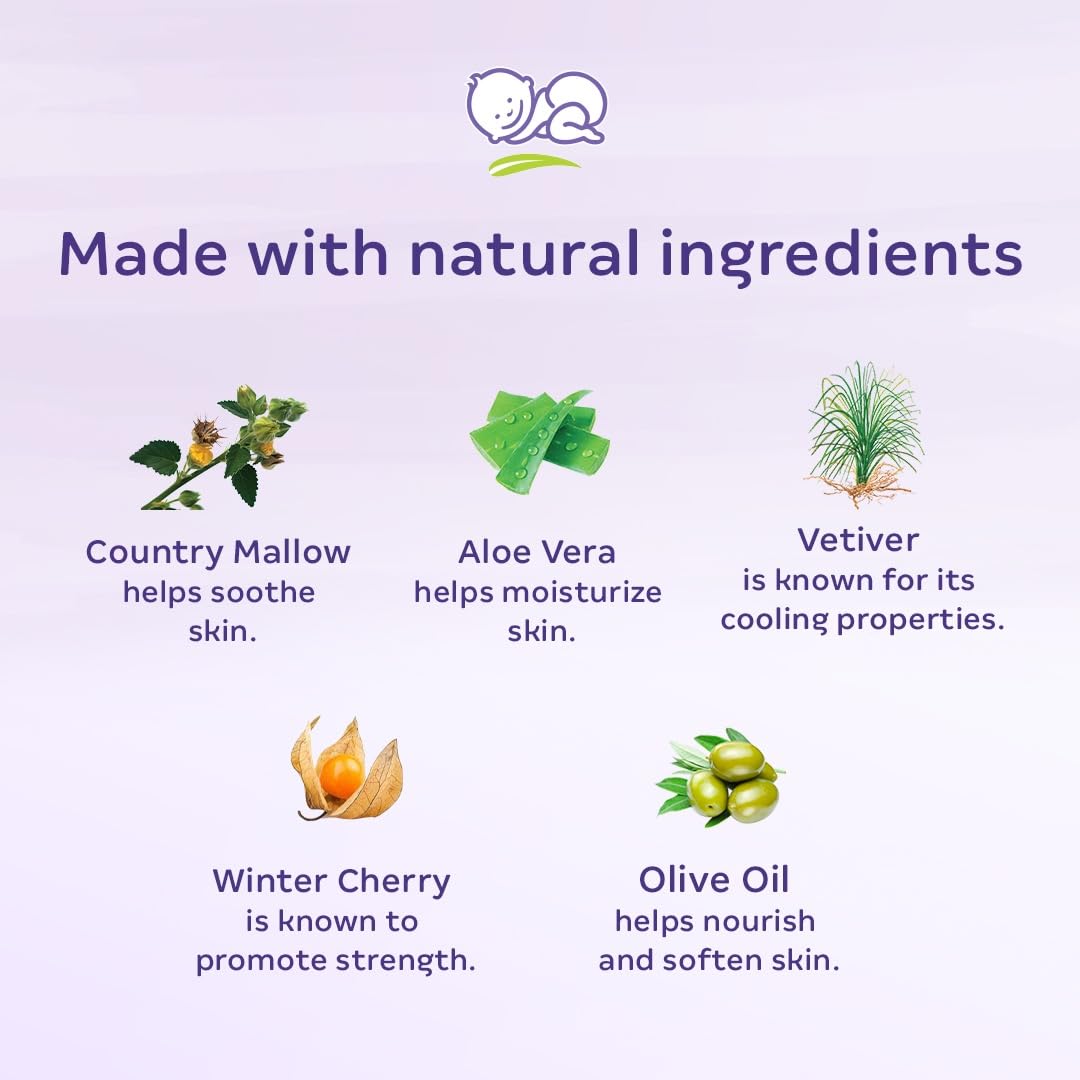 Made with natural ingredients
Country Mallow
helps soothe
skin.
Aloe Vera
helps moisturize
skin.
Vetiver
is known for its
cooling properties.
Winter Cherry
is known to
promote strength.
Olive Oil
helps nourish
and soften skin.